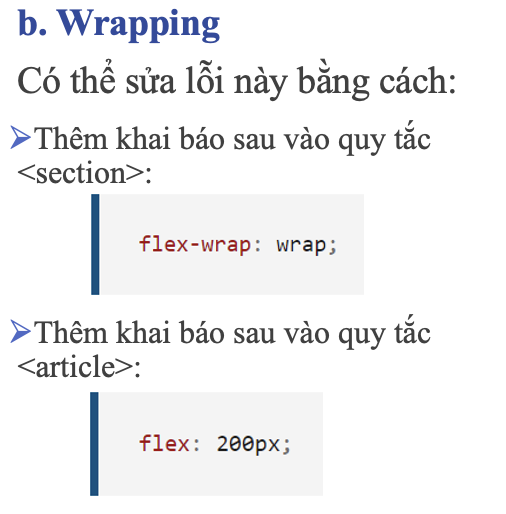 b. Wrapping
Có thể sửa lỗi này bằng cách:
➢Thêm khai báo sau vào quy tắc
<section>:
flex-wrap: wrap;
➢Thêm khai báo sau vào quy tắc
<article>:
flex: 200px;